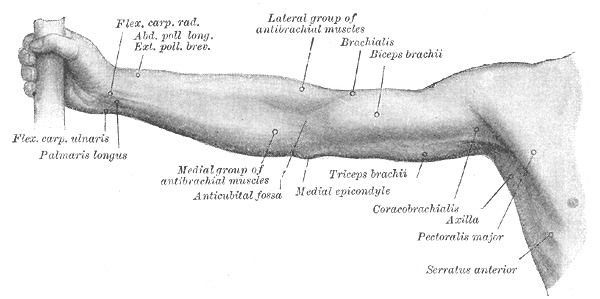 Flex. carp. rad.
Abd. poll long.
Ext. poll. brev.
Lateral group of
antibrachial muscles
Brachialis
Biceps brachii
Flex. carp. ulnaris
Palmaris longus
Medial group of
antibrachial muscles
Anticubital fossa
Medial epicondyle
Triceps brachii
Coracobrachialis
Axilla
Pectoralis major
Serratus anterior